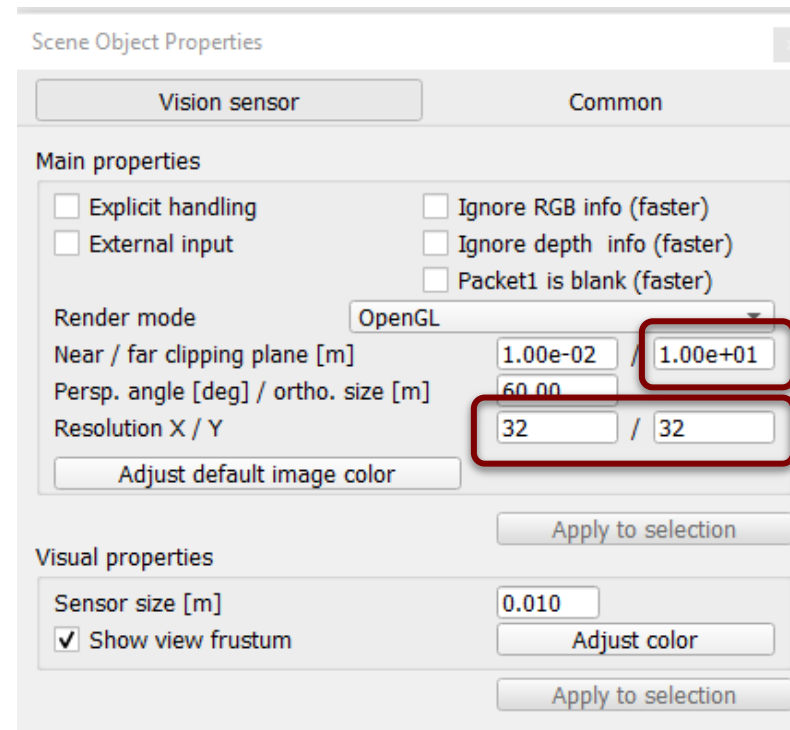 Scene Object Properties
Vision sensor Common
Main properties
Explicit handling Ignore RGB info (faster)
External input Ignore depth info (faster)
Packet1 is blank (faster)
Render mode OpenGL
Near / far clipping plane [m] 1.00e-02 / 1.00e+01
Persp. angle [deg] / ortho. size [m] 60.00
Resolution X / Y 32 / 32
Adjust default image color
Apply to selection
Visual properties
Sensor size [m] 0.010
Show view frustum Adjust color
Apply to selection